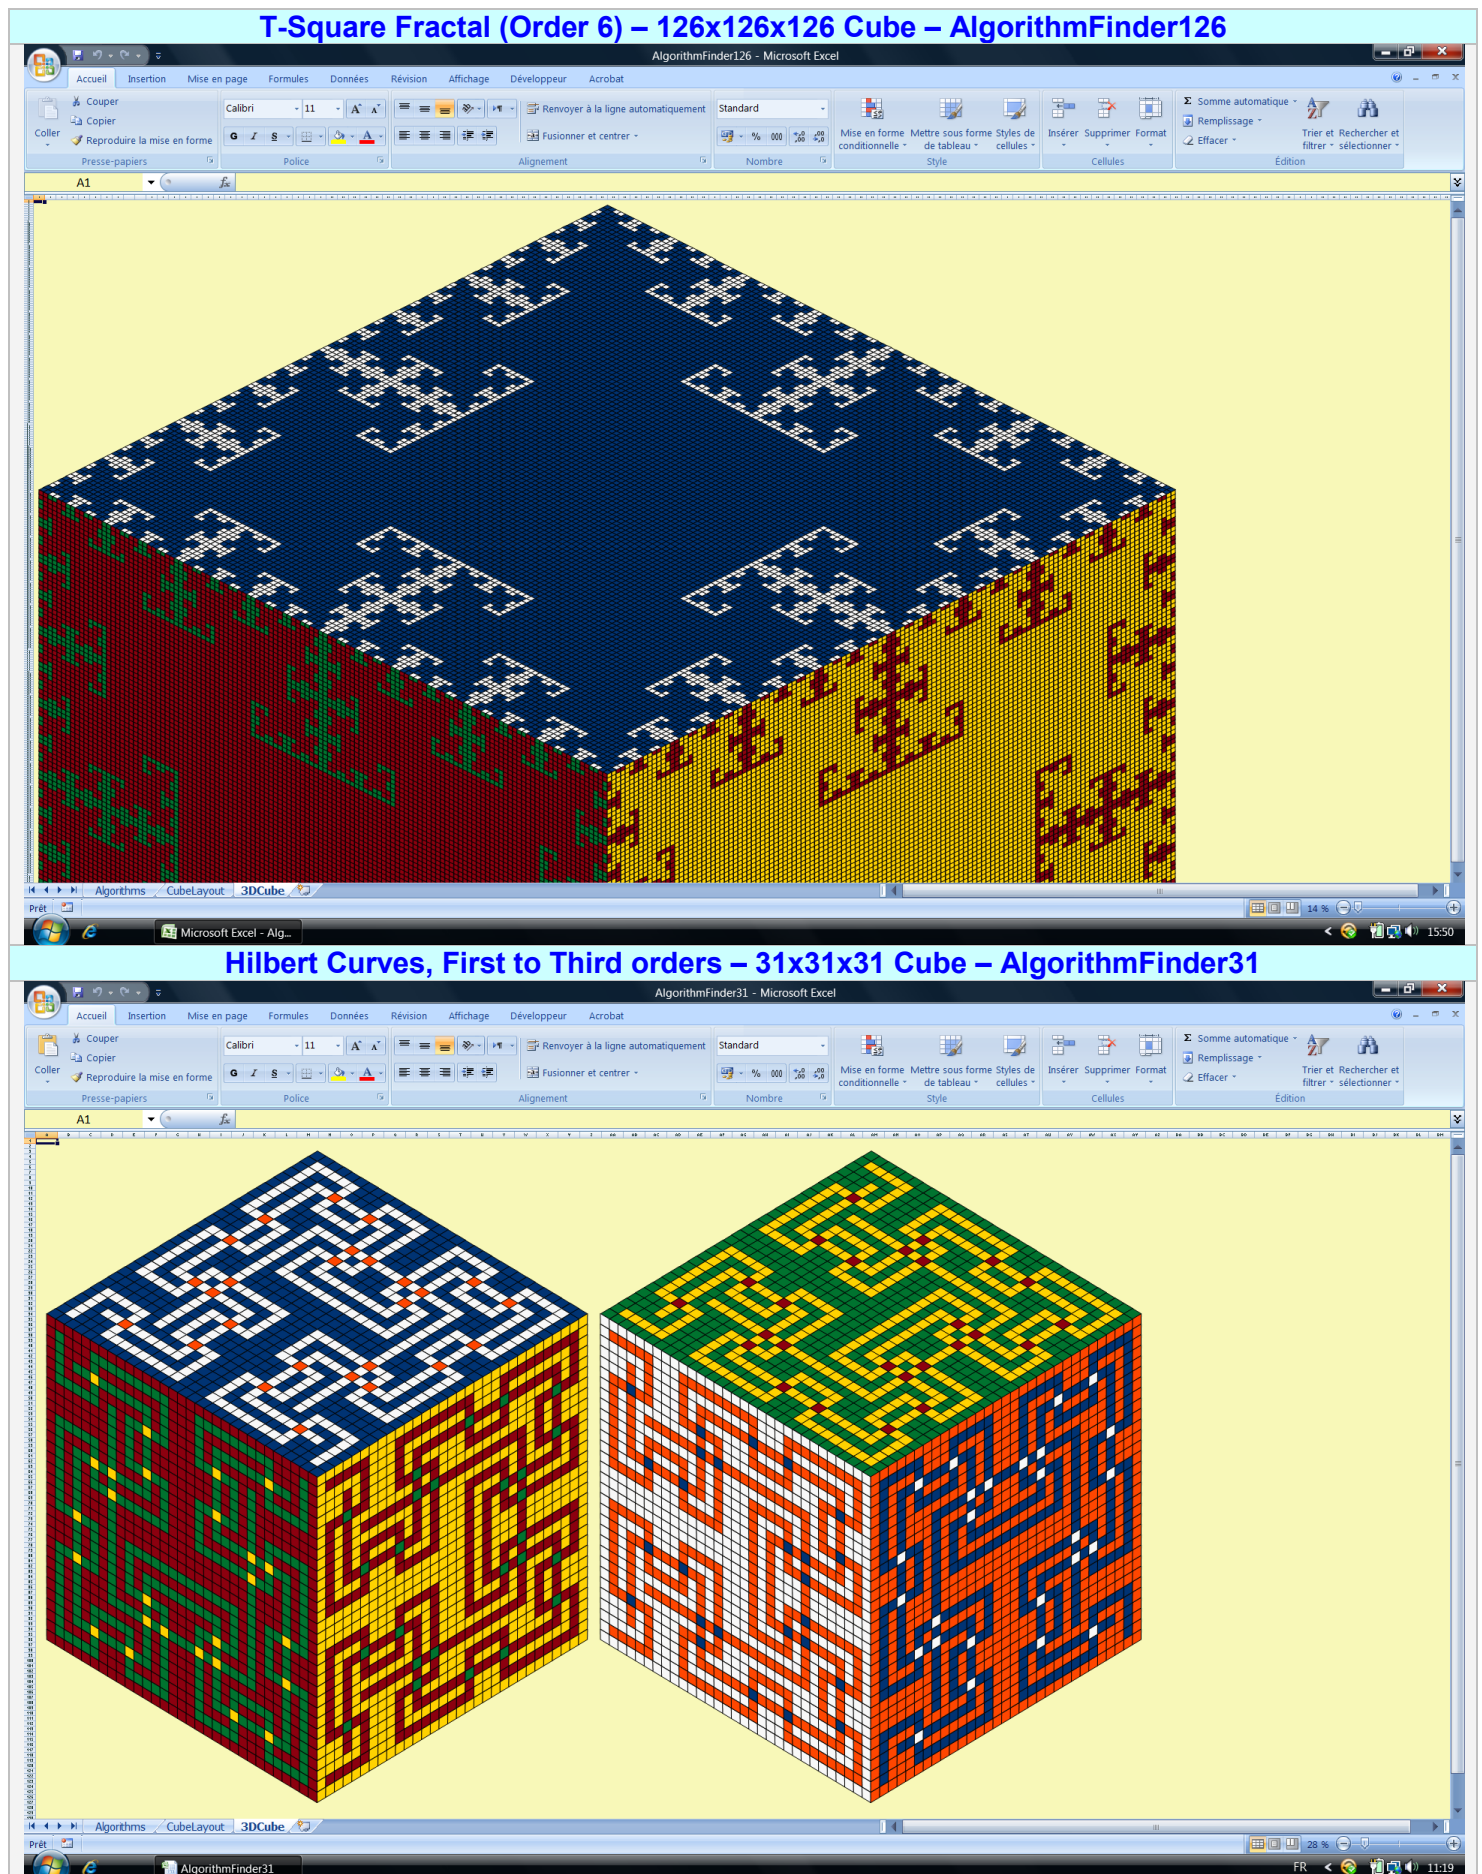 T-Square Fractal (Order 6) – 126x126x126 Cube – AlgorithmFinder126
AlgorithmFinder126 - Microsoft Excel
Accueil Insertion Mise en page Formules Données Révision Affichage Développeur Acrobat
Couper
Copier
Coller
Reproduire la mise en forme
Presse-papiers
Calibri 11
G I S
Police
Renvoyer à la ligne automatiquement
Fusionner et centrer
Alignement
Standard
% 000
Nombre
Mise en forme conditionnelle
Mettre sous forme de tableau
Styles de cellules
Style
Insérer Supprimer Format
Cellules
Σ Somme automatique
Remplissage
Effacer
Trier et filtrer
Rechercher et sélectionner
Édition
A1
fx
Algorithms CubeLayout 3DCube
Prêt
14 %
Microsoft Excel - Alg...
15:50
Hilbert Curves, First to Third orders – 31x31x31 Cube – AlgorithmFinder31
AlgorithmFinder31 - Microsoft Excel
Accueil Insertion Mise en page Formules Données Révision Affichage Développeur Acrobat
Couper
Copier
Coller
Reproduire la mise en forme
Presse-papiers
Calibri 11
G I S
Police
Renvoyer à la ligne automatiquement
Fusionner et centrer
Alignement
Standard
% 000
Nombre
Mise en forme conditionnelle
Mettre sous forme de tableau
Styles de cellules
Style
Insérer Supprimer Format
Cellules
Σ Somme automatique
Remplissage
Effacer
Trier et filtrer
Rechercher et sélectionner
Édition
A1
fx
Algorithms CubeLayout 3DCube
Prêt
28 %
AlgorithmFinder31
FR
11:19